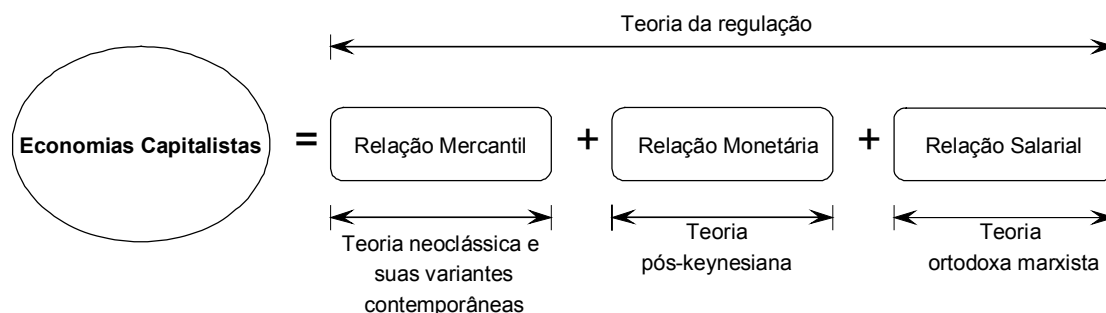 Teoria da regulação
Economias Capitalistas = Relação Mercantil + Relação Monetária + Relação Salarial
Teoria neoclássica e
suas variantes
contemporâneas
Teoria
pós-keynesiana
Teoria
ortodoxa marxista